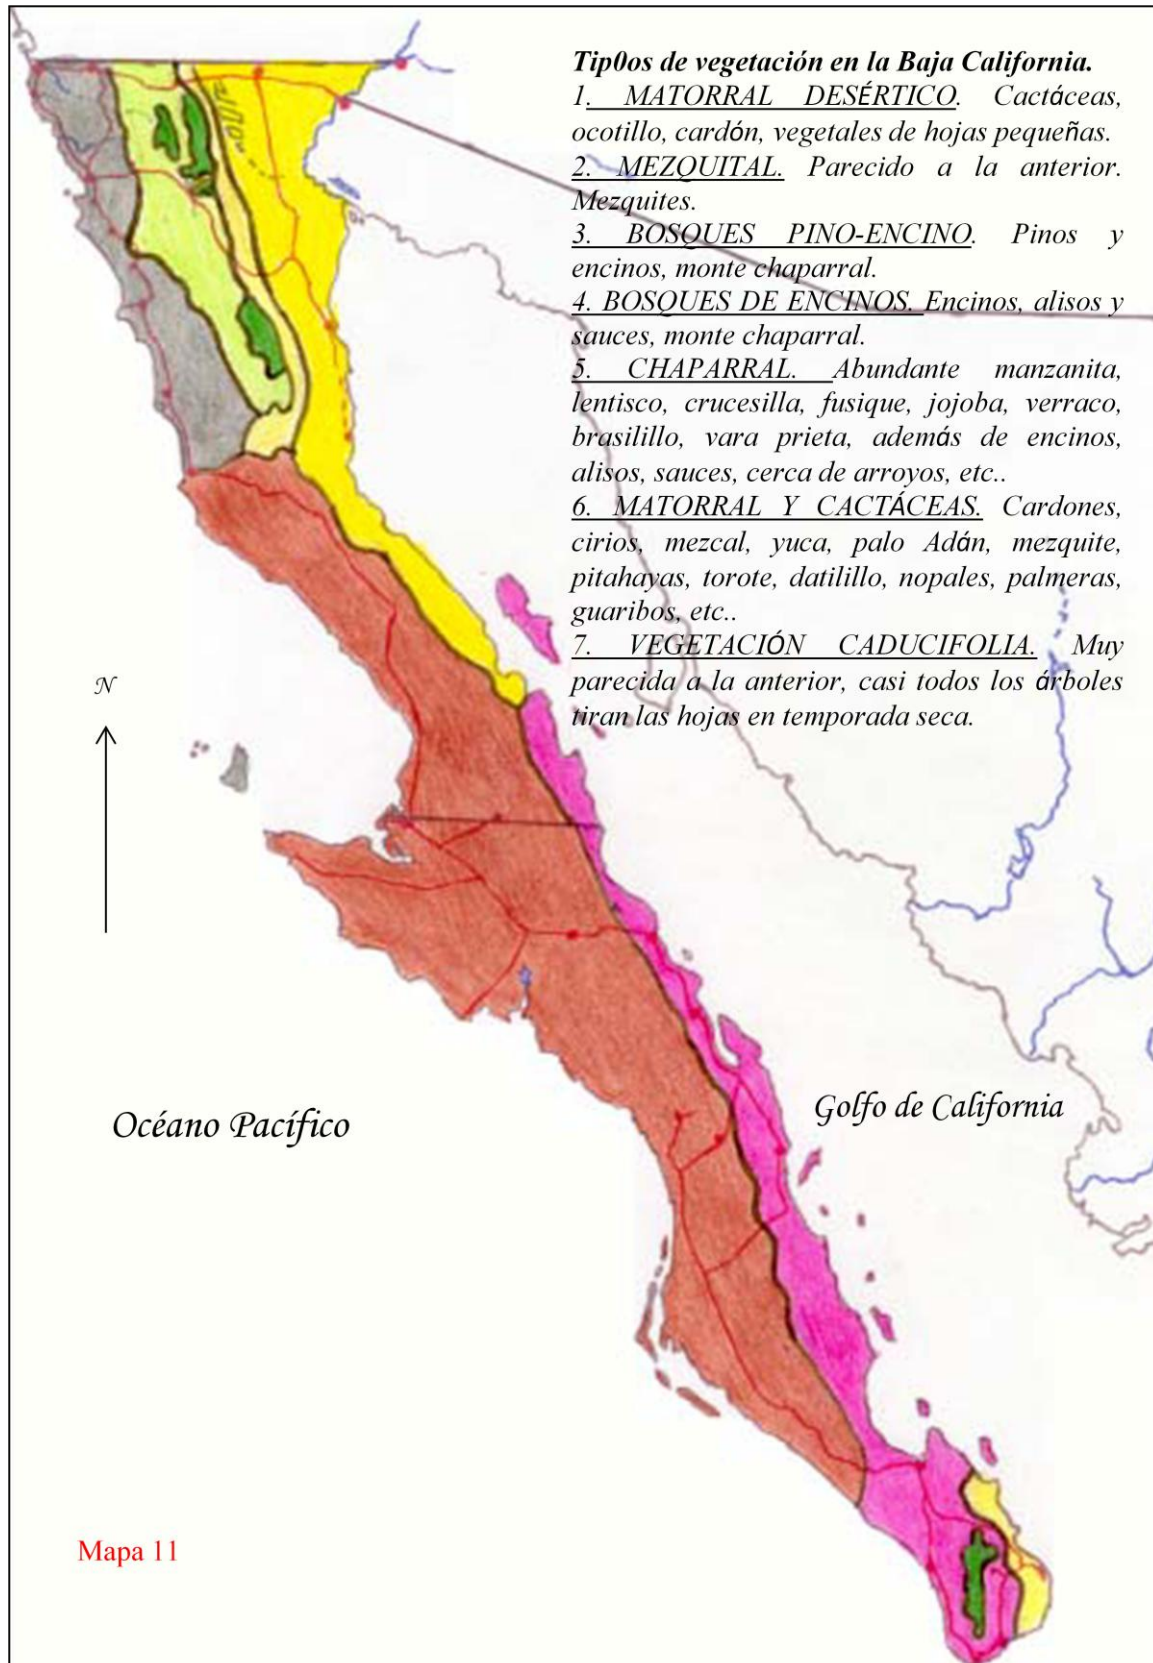 Tip0os de vegetación en la Baja California.
1. MATORRAL DESÉRTICO. Cactáceas,
ocotillo, cardón, vegetales de hojas pequeñas.
2. MEZQUITAL. Parecido a la anterior.
Mezquites.
3. BOSQUES PINO-ENCINO. Pinos y
encinos, monte chaparral.
4. BOSQUES DE ENCINOS. Encinos, alisos y
sauces, monte chaparral.
5. CHAPARRAL. Abundante manzanita,
lentisco, crucesilla, fusique, jojoba, verraco,
brasilillo, vara prieta, además de encinos,
alisos, sauces, cerca de arroyos, etc..
6. MATORRAL Y CACTÁCEAS. Cardones,
cirios, mezcal, yuca, palo Adán, mezquite,
pitahayas, torote, datilillo, nopales, palmeras,
guaribos, etc..
7. VEGETACIÓN CADUCIFOLIA. Muy
parecida a la anterior, casi todos los árboles
tiran las hojas en temporada seca.
N
Océano Pacífico
Golfo de California
Mapa 11